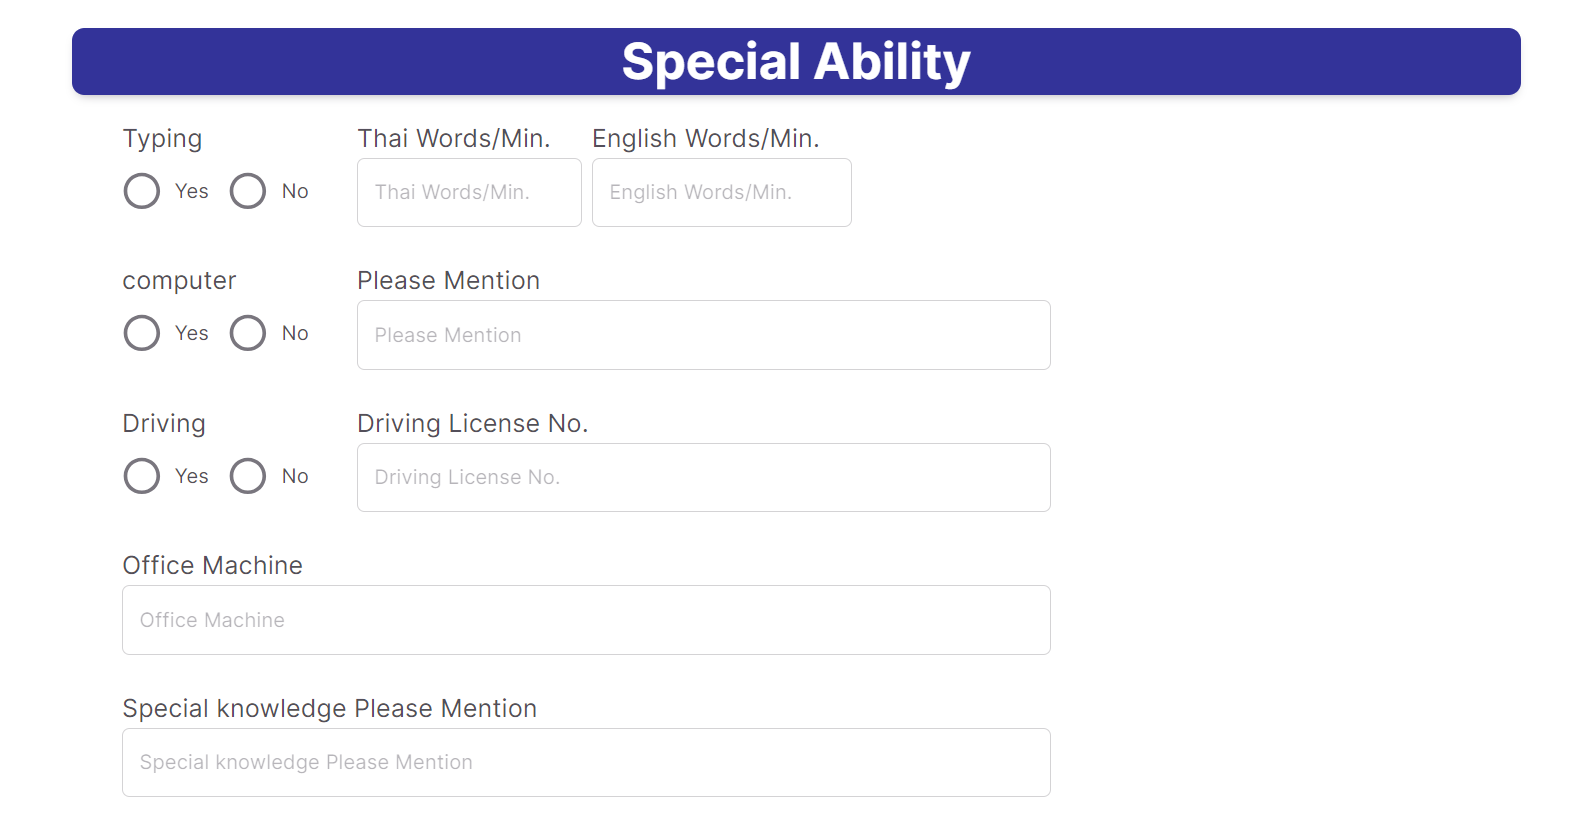 Special Ability
Typing Thai Words/Min. English Words/Min.
Yes No Thai Words/Min. English Words/Min.
computer Please Mention
Yes No Please Mention
Driving Driving License No.
Yes No Driving License No.
Office Machine
Office Machine
Special knowledge Please Mention
Special knowledge Please Mention